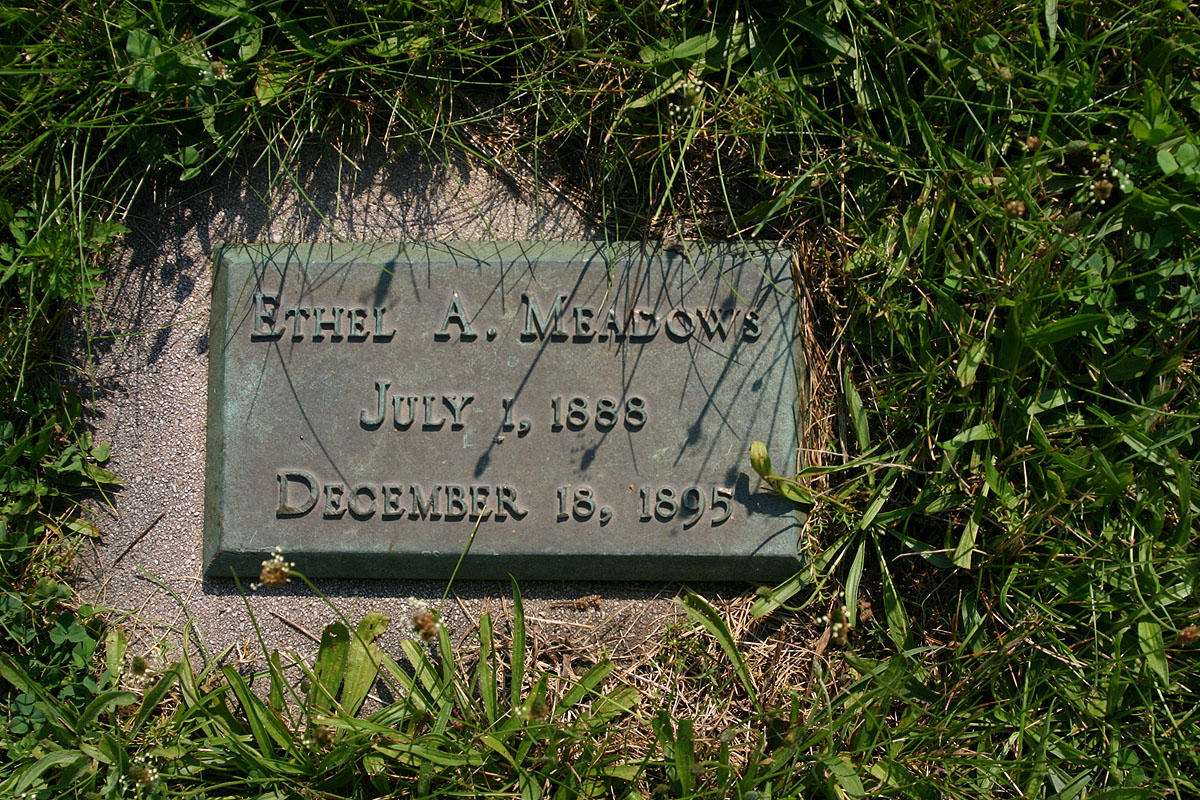 Ethel A. Meadows
July 1, 1888
December 18, 1895